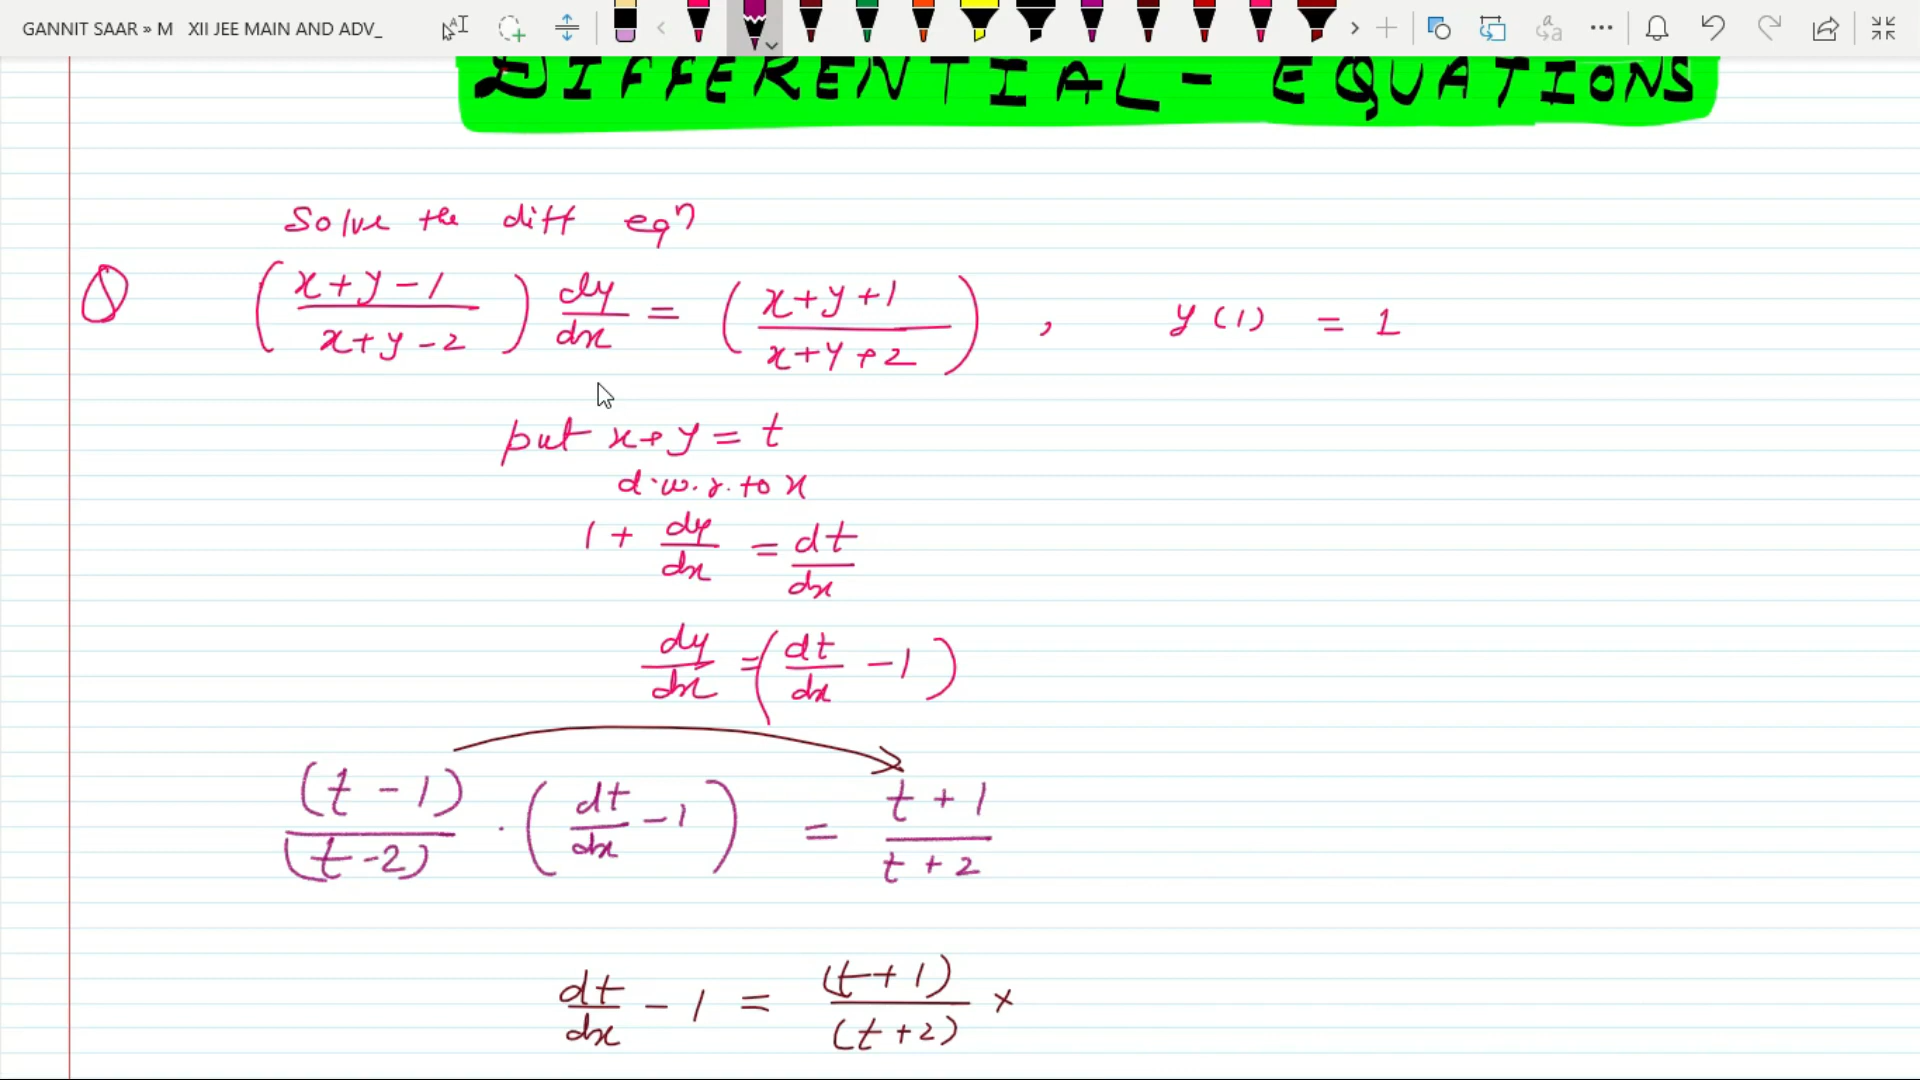 GANNIT SAAR » M XII JEE MAIN AND ADV_
DIFFERENTIAL - EQUATIONS
Solve the diff eqn
Q ((x+y-1)/(x+y-2)) dy/dx = ((x+y+1)/(x+y+2)), y(1) = 1
put x+y = t
d.w.r.to x
1 + dy/dx = dt/dx
dy/dx = (dt/dx - 1)
(t-1)/(t-2) · (dt/dx - 1) = (t+1)/(t+2)
dt/dx - 1 = (t+1)/(t+2) ×